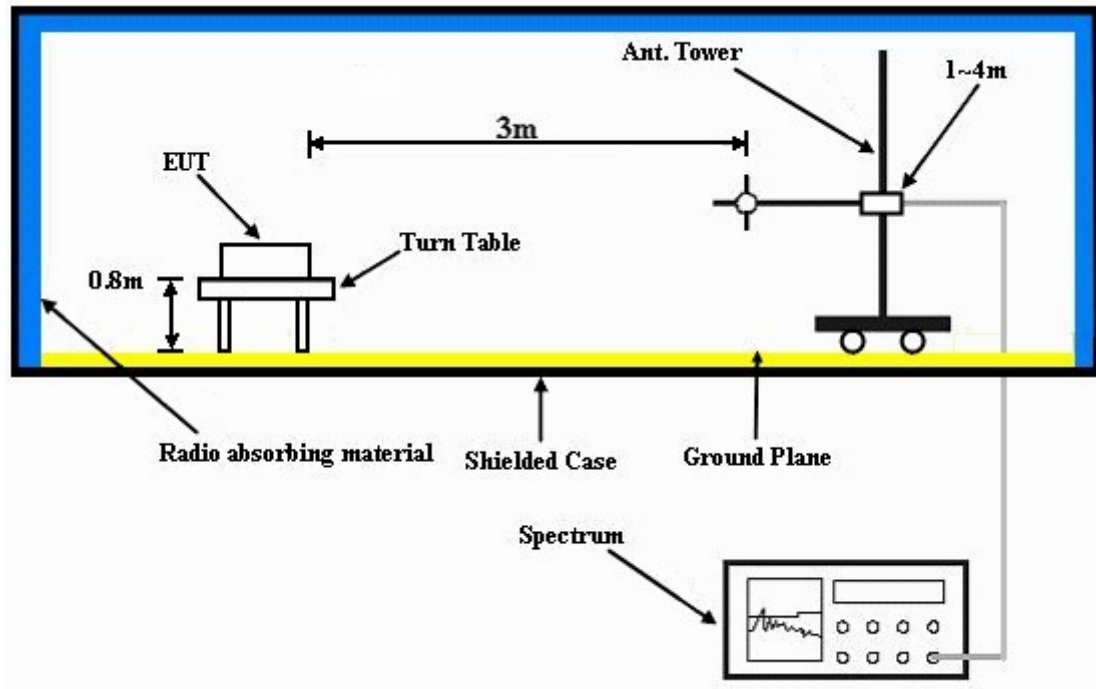 Ant. Tower
1~4m
3m
EUT
Turn Table
0.8m
Radio absorbing material
Shielded Case
Ground Plane
Spectrum